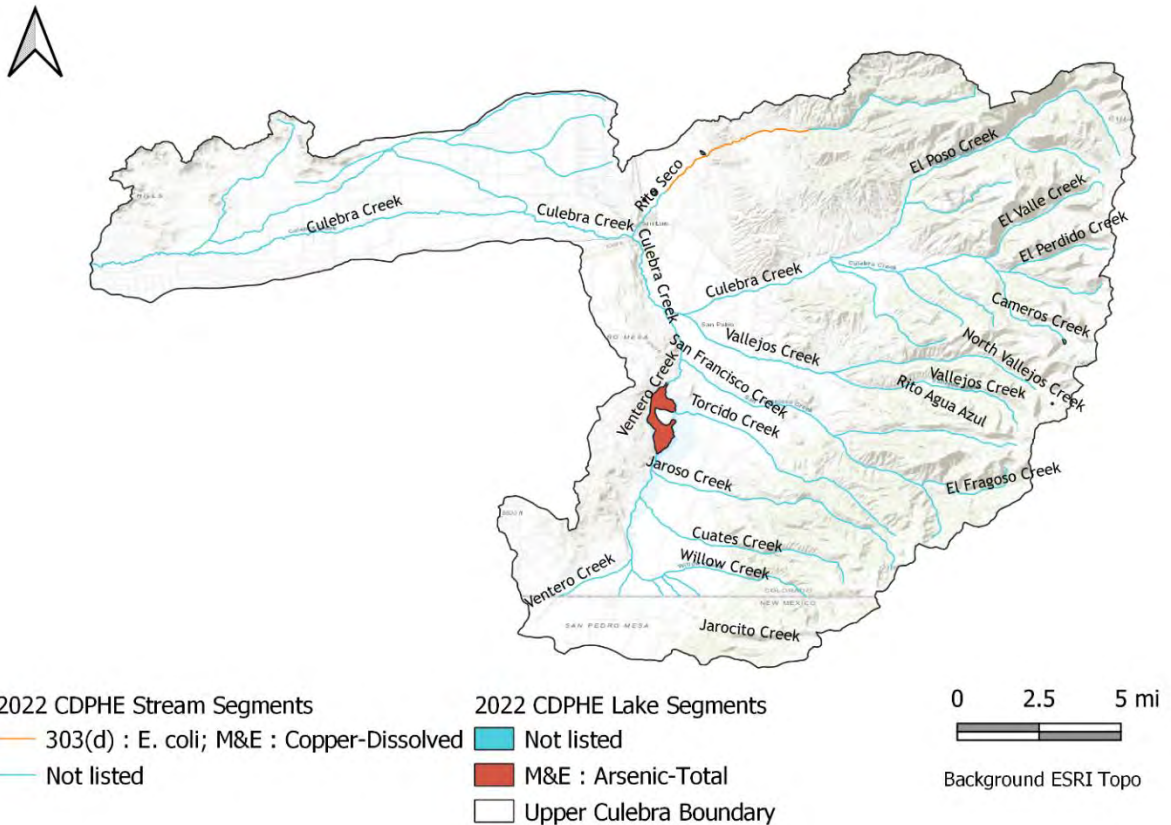 El Poso Creek
Rito Seco
El Valle Creek
Culebra Creek
Culebra Creek
El Perdido Creek
Culebra Creek
Culebra Creek
Culebra Creek
Cameros Creek
San Pablo
Vallejos Creek
North Vallejos Creek
San Francisco Creek
Vallejos Creek
Rito Agua Azul
Ventero Creek
Torcido Creek
Jaroso Creek
El Fragoso Creek
Cuates Creek
Willow Creek
Ventero Creek
COLORADO
NEW MEXICO
SAN PEDRO MESA
Jarocito Creek
2022 CDPHE Stream Segments
303(d) : E. coli; M&E : Copper-Dissolved
Not listed
2022 CDPHE Lake Segments
Not listed
M&E : Arsenic-Total
Upper Culebra Boundary
0 2.5 5 mi
Background ESRI Topo